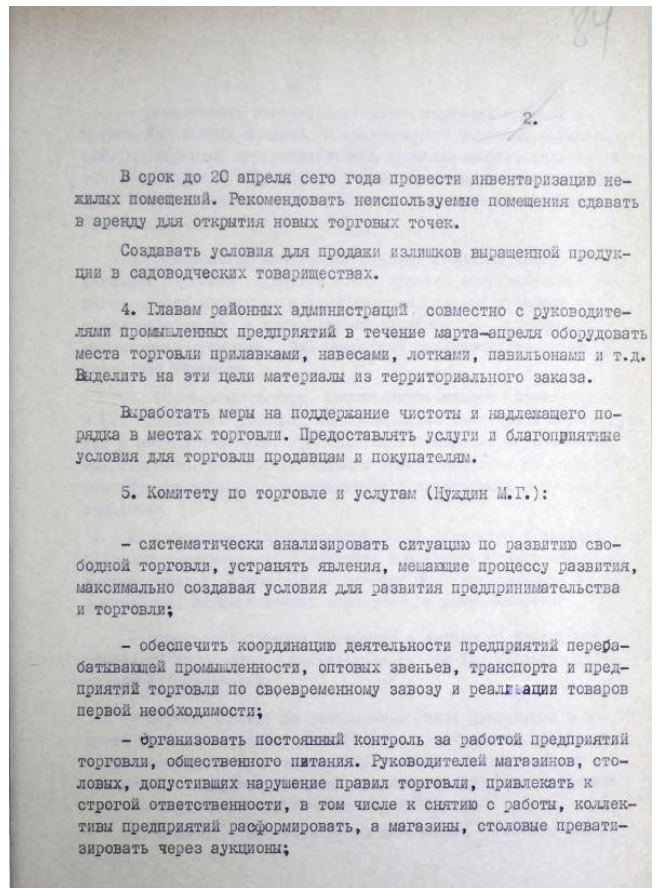 84
2.
В срок до 20 апреля сего года провести инвентаризацию не-
жилых помещений. Рекомендовать неиспользуемые помещения сдавать
в аренду для открытия новых торговых точек.
Создавать условия для продажи излишков выращенной продук-
ции в садоводческих товариществах.
4. Главам районных администраций совместно с руководите-
лями промышленных предприятий в течение марта-апреля оборудовать
места торговли прилавками, навесами, лотками, павильонами и т.д.
Выделить на эти цели материалы из территориального заказа.
Выработать меры на поддержание чистоты и надлежащего по-
рядка в местах торговли. Предоставлять услуги и благоприятные
условия для торговли продавцам и покупателям.
5. Комитету по торговле и услугам (Нуждин М.Г.):
- систематически анализировать ситуацию по развитию сво-
бодной торговли, устранять явления, мешающие процессу развития,
максимально создавая условия для развития предпринимательства
и торговли;
- обеспечить координацию деятельности предприятий перера-
батывающей промышленности, оптовых звеньев, транспорта и пред-
приятий торговли по своевременному завозу и реализации товаров
первой необходимости;
- организовать постоянный контроль за работой предприятий
торговли, общественного питания. Руководителей магазинов, сто-
ловых, допустивших нарушение правил торговли, привлекать к
строгой ответственности, в том числе к снятию с работы, коллек-
тивы предприятий расформировать, а магазины, столовые превати-
зировать через аукционы;